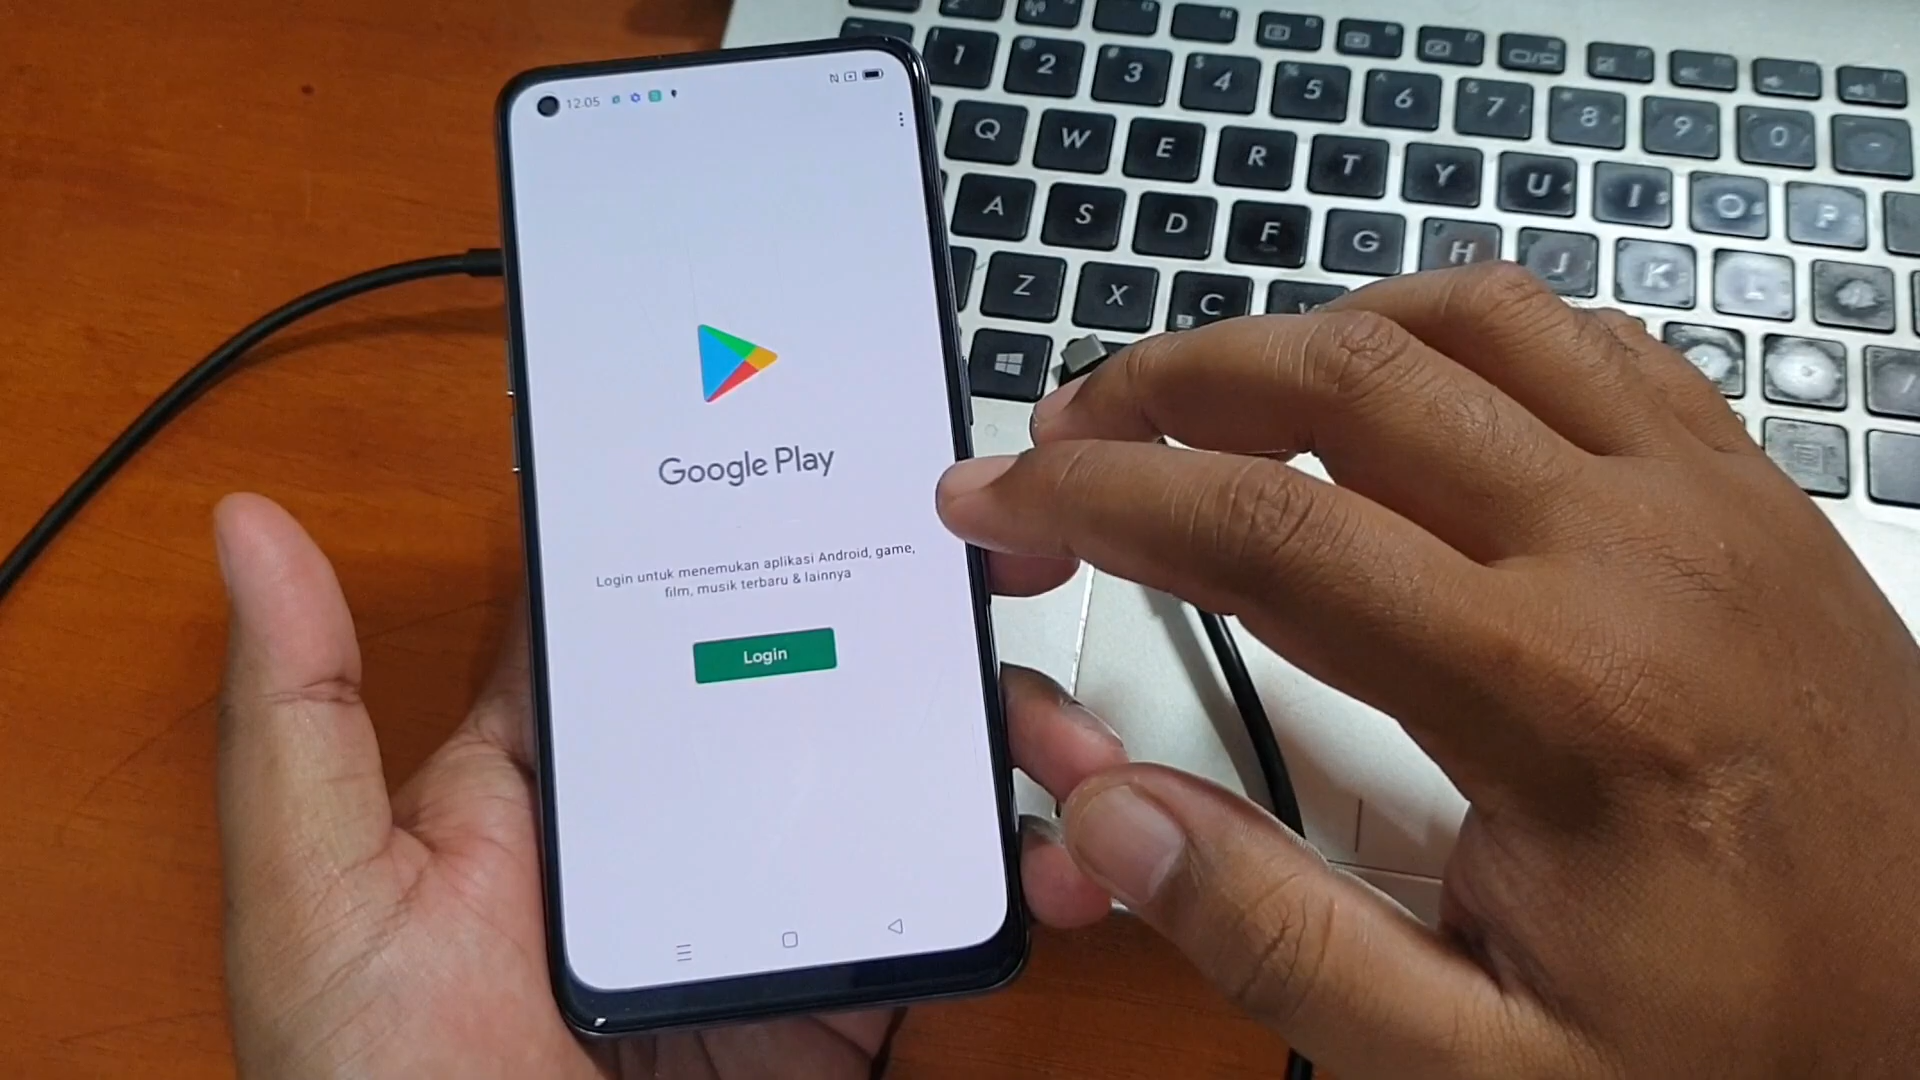 12.05
Google Play
Login untuk menemukan aplikasi Android, game,
film, musik terbaru & lainnya
Login
1 2 3 4 5 6 7 8 9 0
Q W E R T Y U I O P
A S D F G H J K L
Z X C